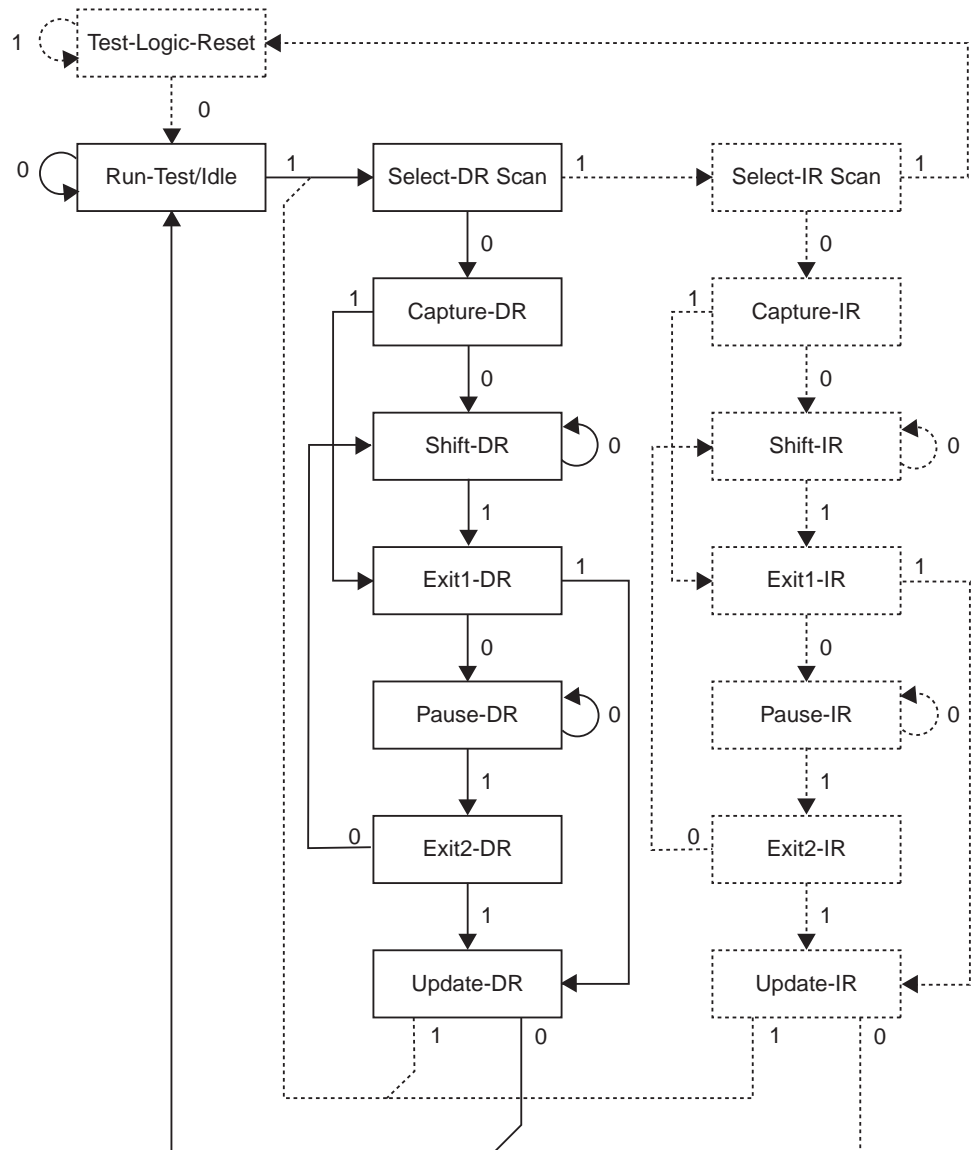 1 Test-Logic-Reset
0
0 Run-Test/Idle 1 Select-DR Scan 1 Select-IR Scan 1
0 0
1 Capture-DR 1 Capture-IR
0 0
Shift-DR 0 Shift-IR 0
1 1
Exit1-DR 1 Exit1-IR 1
0 0
Pause-DR 0 Pause-IR 0
1 1
0 Exit2-DR 0 Exit2-IR
1 1
Update-DR Update-IR
1 0 1 0